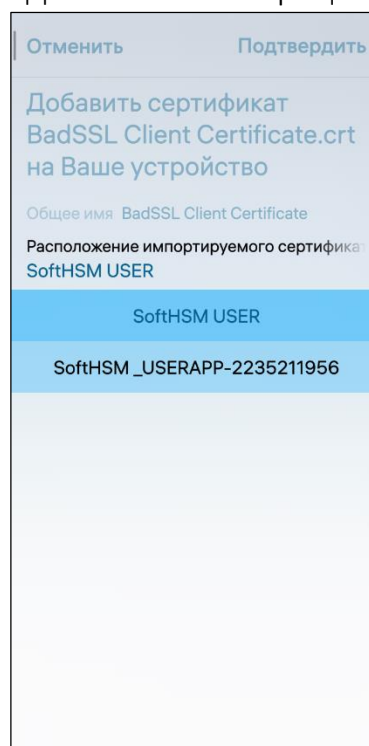 Отменить Подтвердить
Добавить сертификат
BadSSL Client Certificate.crt
на Ваше устройство
Общее имя BadSSL Client Certificate
Расположение импортируемого
SoftHSM USER
SoftHSM USER
SoftHSM _USERAPP-2235211956